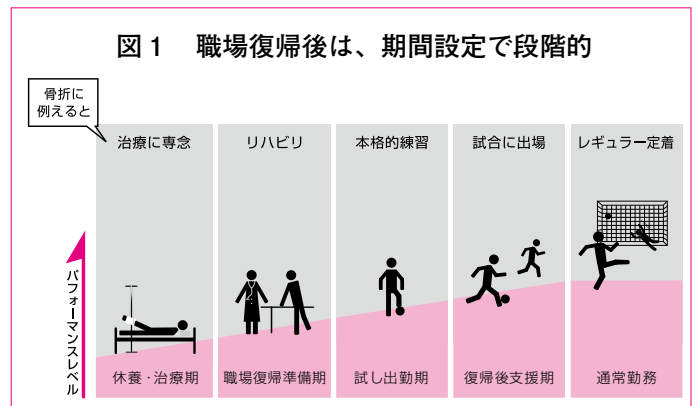 図1 職場復帰後は、期間設定で段階的
骨折に
例えると
治療に専念
リハビリ
本格的練習
試合に出場
レギュラー定着
パフォーマンスレベル
休養・治療期
職場復帰準備期
試し出勤期
復帰後支援期
通常勤務